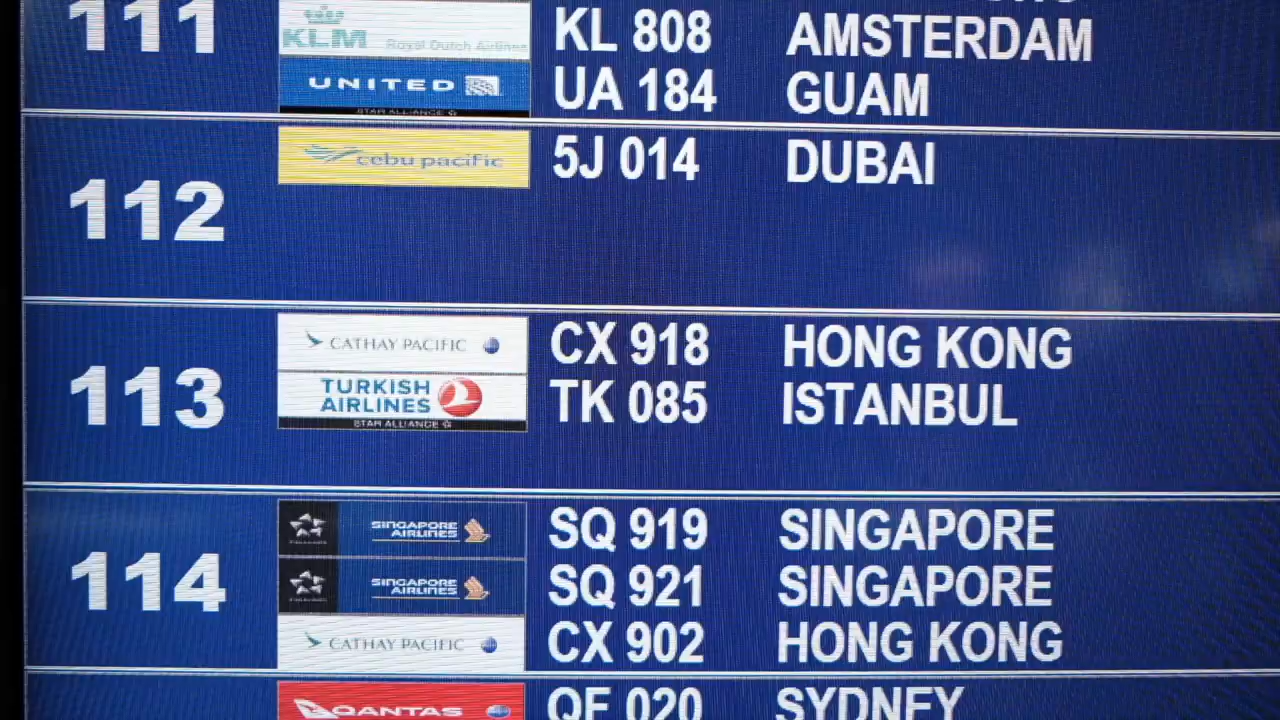 111 KLM Royal Dutch Airlines KL 808 AMSTERDAM
UNITED UA 184 GUAM
STAR ALLIANCE
cebu pacific 5J 014 DUBAI
112
CATHAY PACIFIC CX 918 HONG KONG
113 TURKISH AIRLINES TK 085 ISTANBUL
STAR ALLIANCE
SINGAPORE AIRLINES SQ 919 SINGAPORE
114 SINGAPORE AIRLINES SQ 921 SINGAPORE
CATHAY PACIFIC CX 902 HONG KONG
QANTAS QF 020 SYDNEY